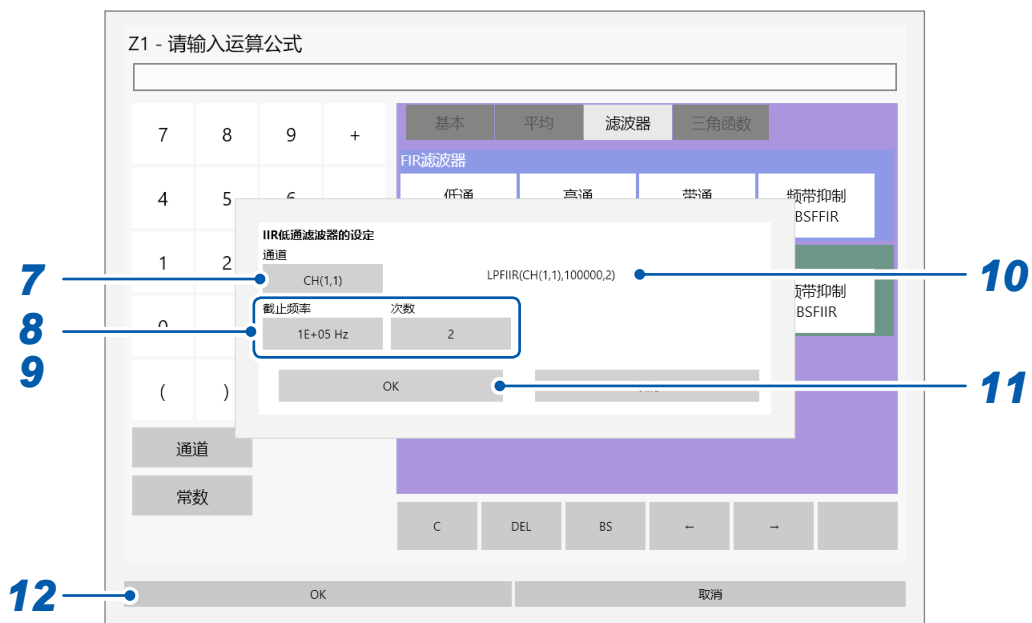 Z1 - 请输入运算公式
7 8 9 +
基本 平均 滤波器 三角函数
FIR滤波器
4 5 6
低通 高通 带通 频带抑制
BSFFIR
IIR低通滤波器的设定
通道
1 2
7
CH(1,1)
LPFIIR(CH(1,1),100000,2)
10
频带抑制
BSFIIR
截止频率 次数
8
1E+05 Hz 2
0
9
( )
OK
11
通道
常数
C DEL BS ← →
12
OK 取消